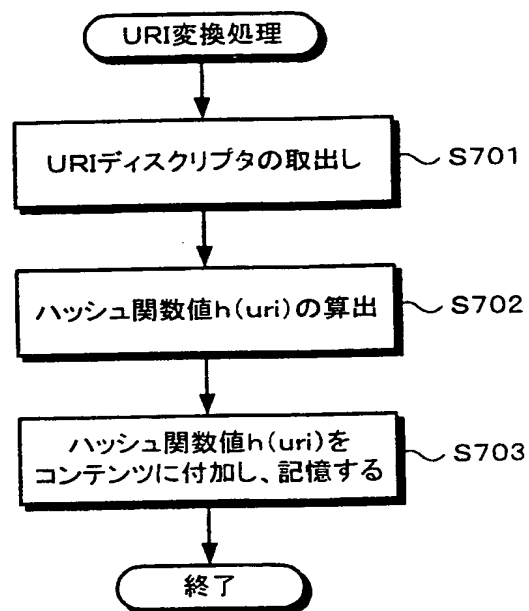 URI変換処理
URIディスクリプタの取出し
S701
ハッシュ関数値h(uri)の算出
S702
ハッシュ関数値h(uri)を
コンテンツに付加し、記憶する
S703
終了